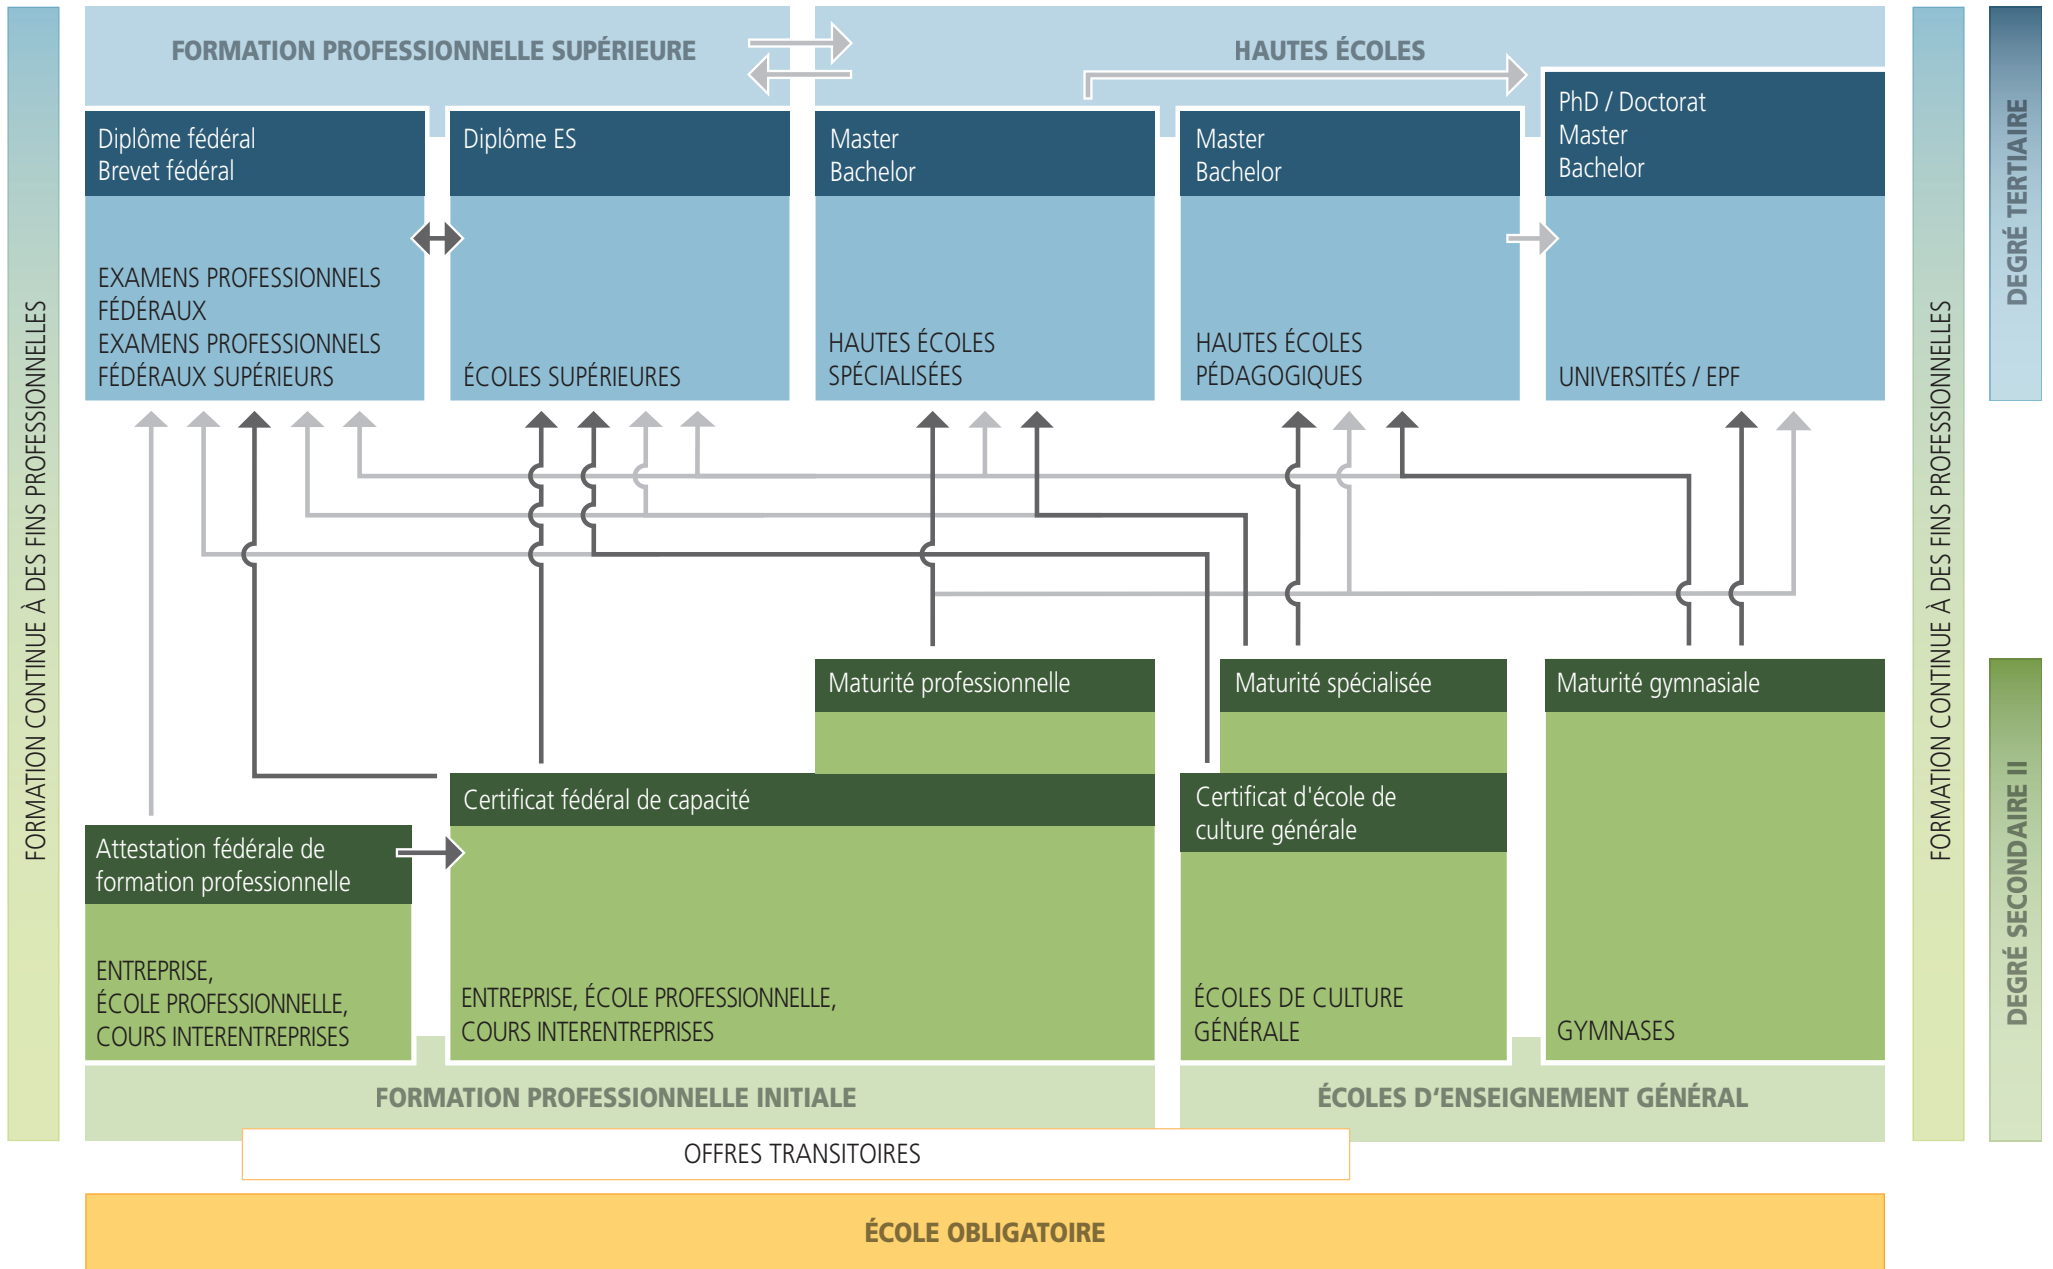 FORMATION PROFESSIONNELLE SUPÉRIEURE
HAUTES ÉCOLES
Diplôme fédéral
Brevet fédéral
EXAMENS PROFESSIONNELS
FÉDÉRAUX
EXAMENS PROFESSIONNELS
FÉDÉRAUX SUPÉRIEURS
Diplôme ES
ÉCOLES SUPÉRIEURES
Master
Bachelor
HAUTES ÉCOLES
SPÉCIALISÉES
Master
Bachelor
HAUTES ÉCOLES
PÉDAGOGIQUES
PhD / Doctorat
Master
Bachelor
UNIVERSITÉS / EPF
Maturité professionnelle
Maturité spécialisée
Maturité gymnasiale
Attestation fédérale de
formation professionnelle
ENTREPRISE,
ÉCOLE PROFESSIONNELLE,
COURS INTERENTREPRISES
Certificat fédéral de capacité
ENTREPRISE, ÉCOLE PROFESSIONNELLE,
COURS INTERENTREPRISES
Certificat d'école de
culture générale
ÉCOLES DE CULTURE
GÉNÉRALE
GYMNASES
FORMATION PROFESSIONNELLE INITIALE
ÉCOLES D‘ENSEIGNEMENT GÉNÉRAL
OFFRES TRANSITOIRES
ÉCOLE OBLIGATOIRE
FORMATION CONTINUE À DES FINS PROFESSIONNELLES
FORMATION CONTINUE À DES FINS PROFESSIONNELLES
DEGRÉ TERTIAIRE
DEGRÉ SECONDAIRE II